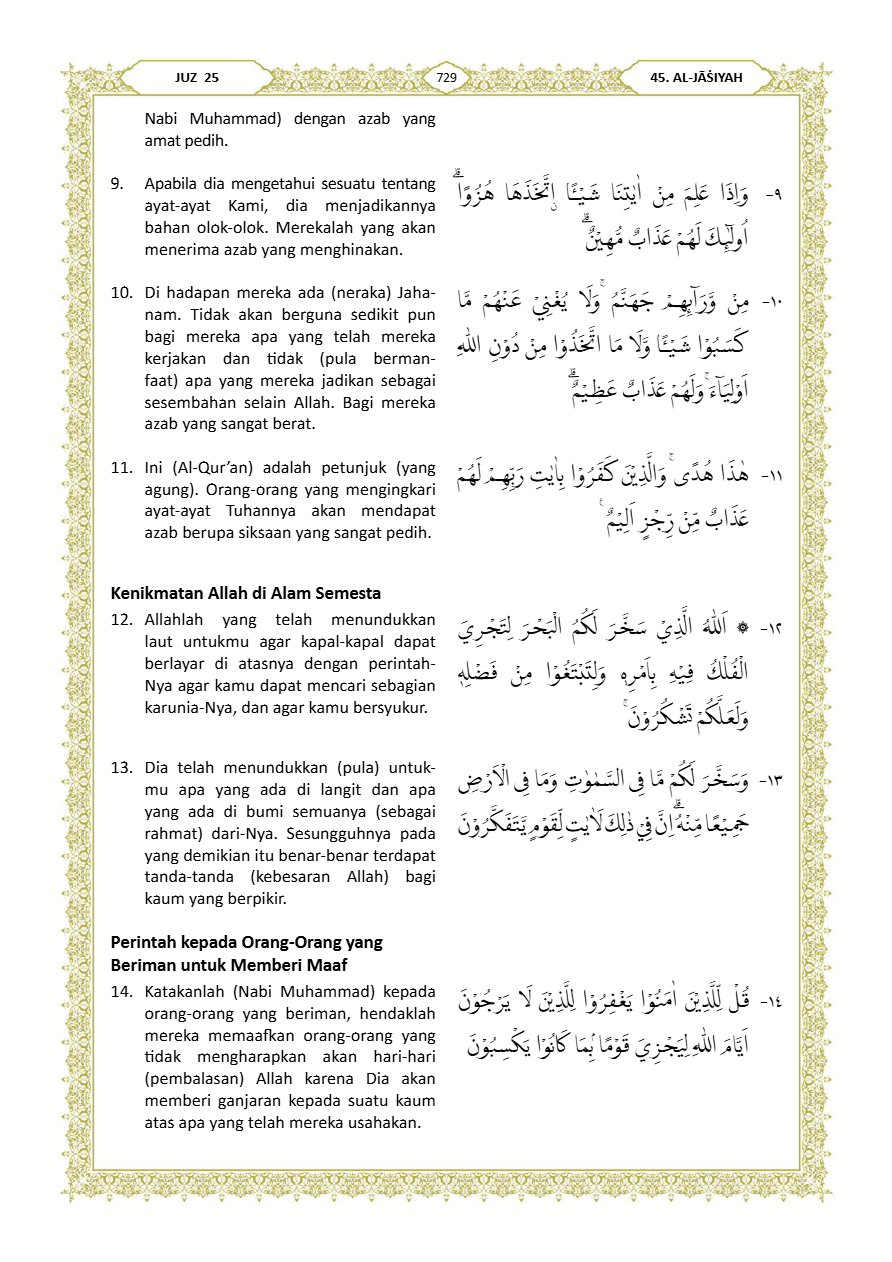 JUZ 25
729
45. AL-JĀṠIYAH
Nabi Muhammad) dengan azab yang
amat pedih.
9. Apabila dia mengetahui sesuatu tentang
ayat-ayat Kami, dia menjadikannya
bahan olok-olok. Merekalah yang akan
menerima azab yang menghinakan.
٩- وَاِذَا عَلِمَ مِنْ اٰيٰتِنَا شَيْـًٔا ۨاتَّخَذَهَا هُزُوًاۗ
اُولٰۤىِٕكَ لَهُمْ عَذَابٌ مُّهِيْنٌۗ
10. Di hadapan mereka ada (neraka) Jaha-
nam. Tidak akan berguna sedikit pun
bagi mereka apa yang telah mereka
kerjakan dan tidak (pula berman-
faat) apa yang mereka jadikan sebagai
sesembahan selain Allah. Bagi mereka
azab yang sangat berat.
١٠- مِنْ وَّرَاۤىِٕهِمْ جَهَنَّمُ ۚوَلَا يُغْنِيْ عَنْهُمْ مَّا
كَسَبُوْا شَيْـًٔا وَّلَا مَا اتَّخَذُوْا مِنْ دُوْنِ اللّٰهِ
اَوْلِيَاۤءَۚ وَلَهُمْ عَذَابٌ عَظِيْمٌۗ
11. Ini (Al-Qur’an) adalah petunjuk (yang
agung). Orang-orang yang mengingkari
ayat-ayat Tuhannya akan mendapat
azab berupa siksaan yang sangat pedih.
١١- هٰذَا هُدًىۚ وَالَّذِيْنَ كَفَرُوْا بِاٰيٰتِ رَبِّهِمْ لَهُمْ
عَذَابٌ مِّنْ رِّجْزٍ اَلِيْمٌ ۚ
Kenikmatan Allah di Alam Semesta
12. Allahlah yang telah menundukkan
laut untukmu agar kapal-kapal dapat
berlayar di atasnya dengan perintah-
Nya agar kamu dapat mencari sebagian
karunia-Nya, dan agar kamu bersyukur.
١٢- ۞ اَللّٰهُ الَّذِيْ سَخَّرَ لَكُمُ الْبَحْرَ لِتَجْرِيَ
الْفُلْكُ فِيْهِ بِاَمْرِهٖ وَلِتَبْتَغُوْا مِنْ فَضْلِهٖ
وَلَعَلَّكُمْ تَشْكُرُوْنَۚ
13. Dia telah menundukkan (pula) untuk-
mu apa yang ada di langit dan apa
yang ada di bumi semuanya (sebagai
rahmat) dari-Nya. Sesungguhnya pada
yang demikian itu benar-benar terdapat
tanda-tanda (kebesaran Allah) bagi
kaum yang berpikir.
١٣- وَسَخَّرَ لَكُمْ مَّا فِى السَّمٰوٰتِ وَمَا فِى الْاَرْضِ
جَمِيْعًا مِّنْهُ ۗاِنَّ فِيْ ذٰلِكَ لَاٰيٰتٍ لِّقَوْمٍ يَّتَفَكَّرُوْنَ
Perintah kepada Orang-Orang yang
Beriman untuk Memberi Maaf
14. Katakanlah (Nabi Muhammad) kepada
orang-orang yang beriman, hendaklah
mereka memaafkan orang-orang yang
tidak mengharapkan akan hari-hari
(pembalasan) Allah karena Dia akan
memberi ganjaran kepada suatu kaum
atas apa yang telah mereka usahakan.
١٤- قُلْ لِّلَّذِيْنَ اٰمَنُوْا يَغْفِرُوْا لِلَّذِيْنَ لَا يَرْجُوْنَ
اَيَّامَ اللّٰهِ لِيَجْزِيَ قَوْمًا ۢبِمَا كَانُوْا يَكْسِبُوْنَ